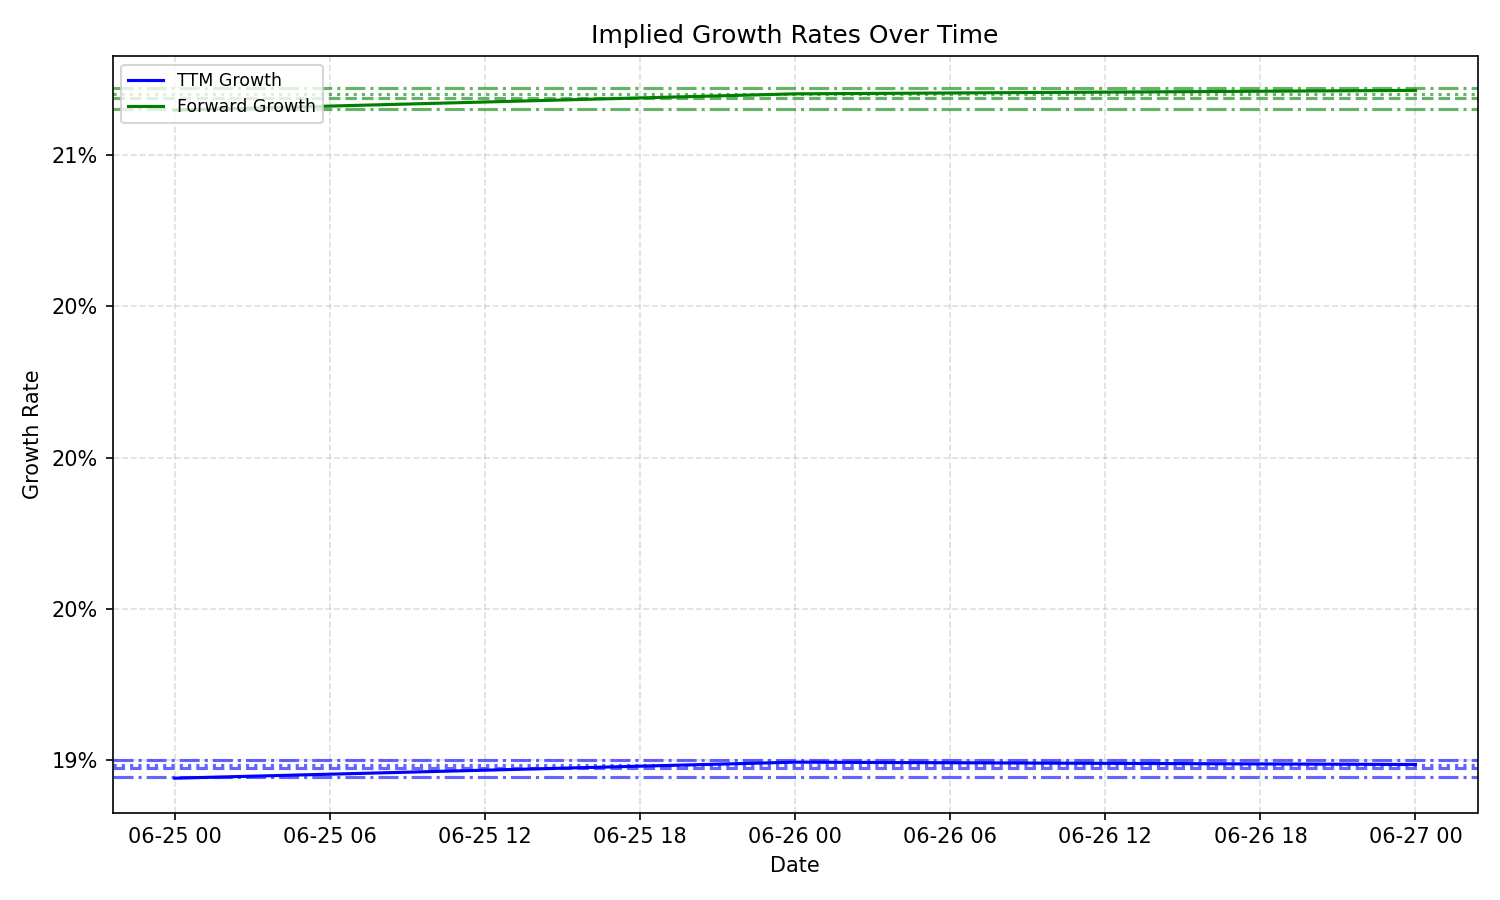 Implied Growth Rates Over Time
TTM Growth
Forward Growth
21%
20%
20%
20%
19%
Growth Rate
06-25 00
06-25 06
06-25 12
06-25 18
06-26 00
06-26 06
06-26 12
06-26 18
06-27 00
Date